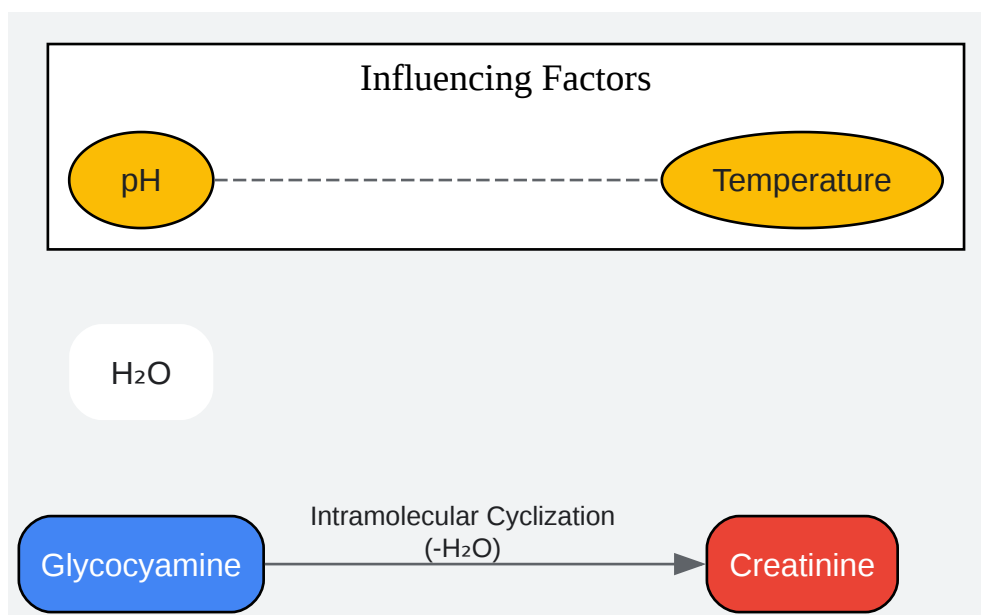 Influencing Factors
pH
Temperature
H₂O
Intramolecular Cyclization
(-H₂O)
Glycocyamine
Creatinine